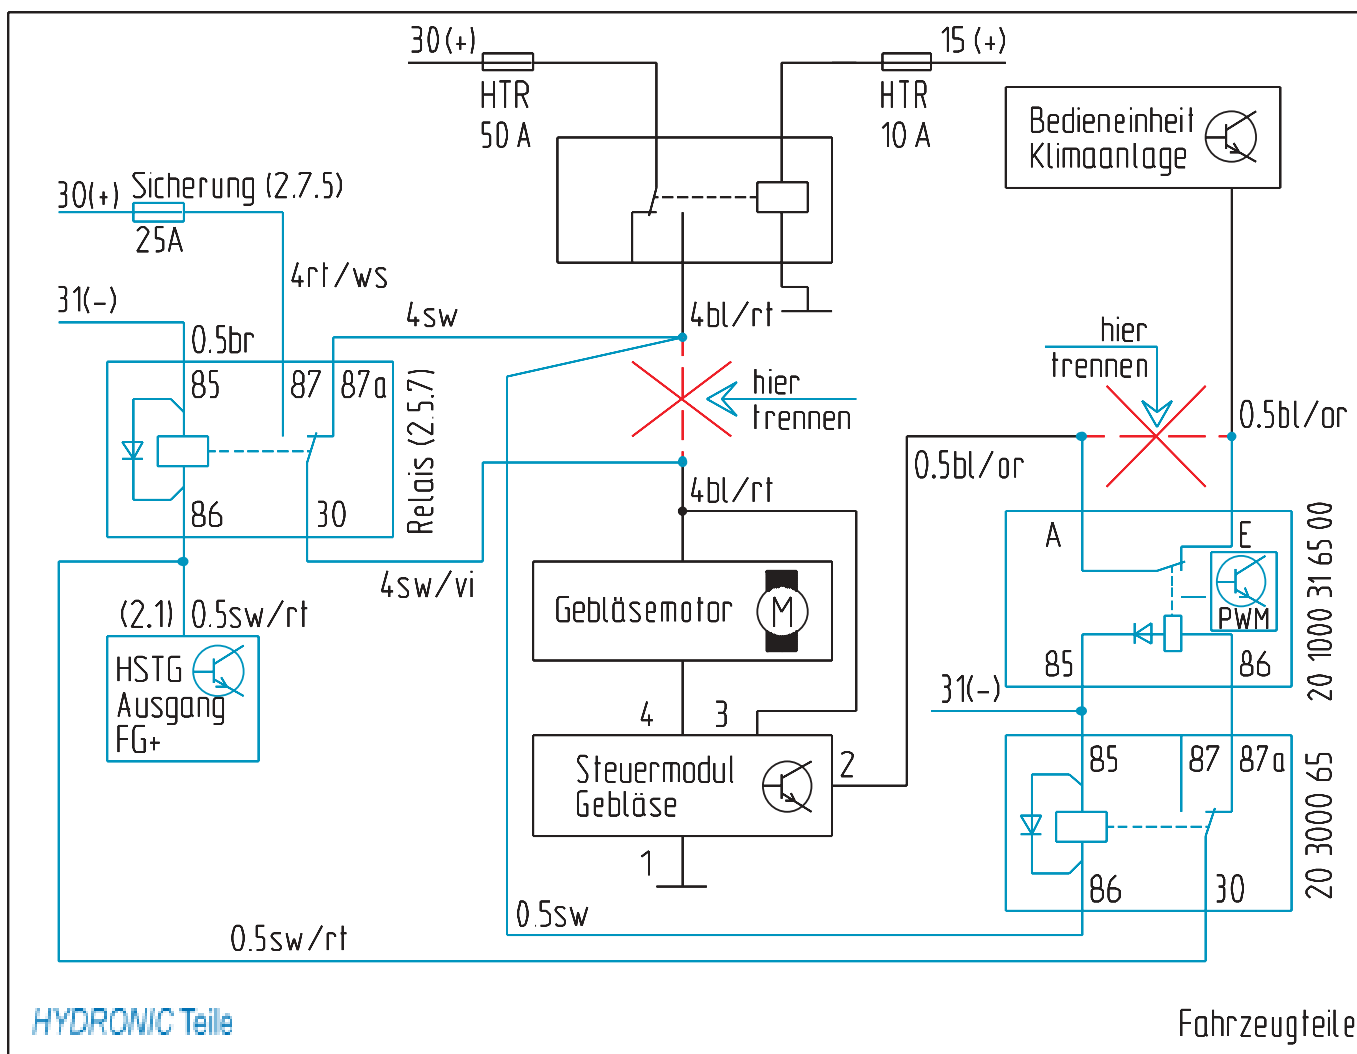 30(+)
15(+)
HTR
50 A
HTR
10 A
Bedieneinheit
Klimaanlage
30(+)
Sicherung (2.7.5)
25A
4rt/ws
31(-)
0.5br
4sw
4bl/rt
85
87
87a
Relais (2.5.7)
86
30
hier
trennen
hier
trennen
0.5bl/or
0.5bl/or
4bl/rt
4sw/vi
(2.1)
0.5sw/rt
HSTG
Ausgang
FG+
Gebläsemotor
M
A
E
PWM
85
86
20 1000 31 65 00
31(-)
4
3
Steuermodul
Gebläse
2
1
85
87
87a
86
30
20 3000 65
0.5sw
0.5sw/rt
HYDRONIC Teile
Fahrzeugteile